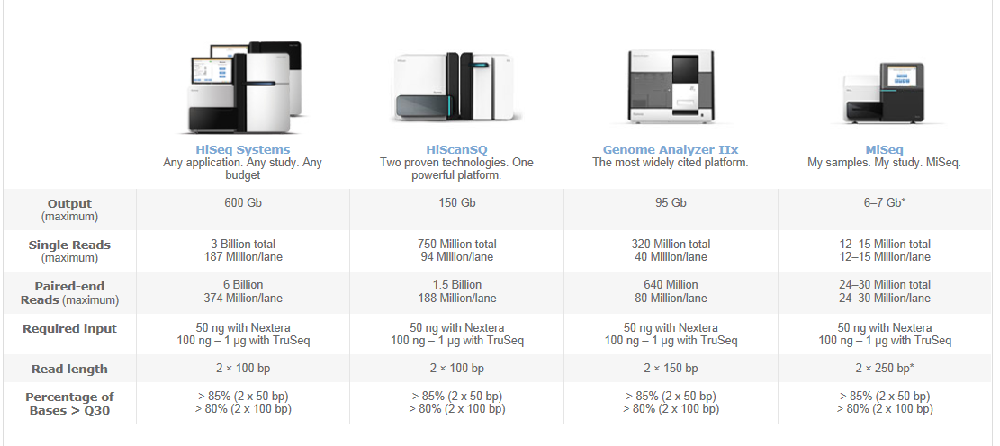 HiSeq Systems
Any application. Any study. Any
budget
HiScanSQ
Two proven technologies. One
powerful platform.
Genome Analyzer IIx
The most widely cited platform.
MiSeq
My samples. My study. MiSeq.
Output
(maximum)
600 Gb
150 Gb
95 Gb
6–7 Gb*
Single Reads
(maximum)
3 Billion total
187 Million/lane
750 Million total
94 Million/lane
320 Million total
40 Million/lane
12–15 Million total
12–15 Million/lane
Paired-end
Reads (maximum)
6 Billion
374 Million/lane
1.5 Billion
188 Million/lane
640 Million
80 Million/lane
24–30 Million total
24–30 Million/lane
Required input
50 ng with Nextera
100 ng – 1 µg with TruSeq
50 ng with Nextera
100 ng – 1 µg with TruSeq
50 ng with Nextera
100 ng – 1 µg with TruSeq
50 ng with Nextera
100 ng – 1 µg with TruSeq
Read length
2 × 100 bp
2 × 100 bp
2 × 150 bp
2 × 250 bp*
Percentage of
Bases > Q30
> 85% (2 x 50 bp)
> 80% (2 x 100 bp)
> 85% (2 x 50 bp)
> 80% (2 x 100 bp)
> 85% (2 x 50 bp)
> 80% (2 x 100 bp)
> 85% (2 x 50 bp)
> 80% (2 x 100 bp)